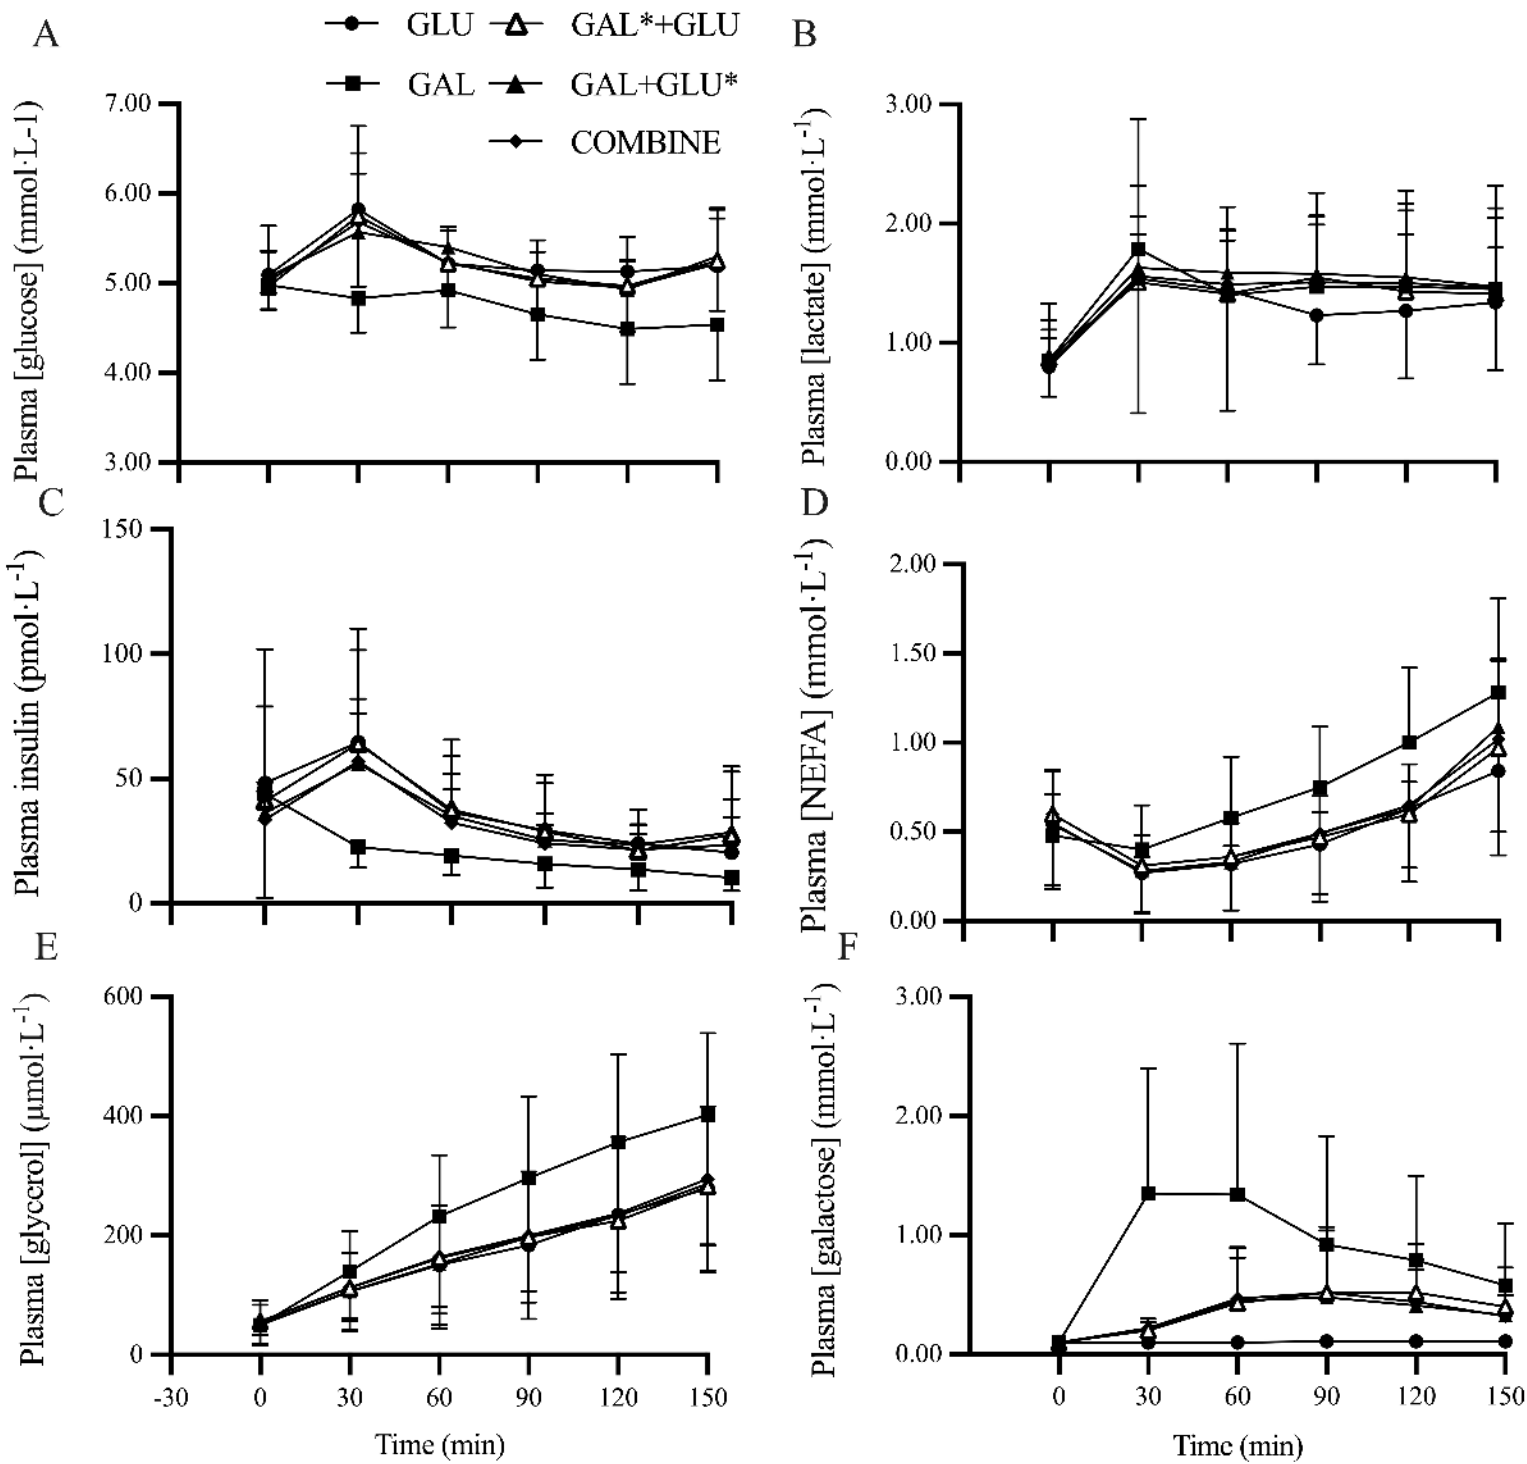 A
GLU
GAL*+GLU
GAL
GAL+GLU*
COMBINE
Plasma [glucose] (mmol·L-1)
7.00
6.00
5.00
4.00
3.00
B
Plasma [lactate] (mmol·L-1)
3.00
2.00
1.00
0.00
C
Plasma insulin (pmol·L-1)
150
100
50
0
D
Plasma [NEFA] (mmol·L-1)
2.00
1.50
1.00
0.50
0.00
E
Plasma [glycerol] (μmol·L-1)
600
400
200
0
-30 0 30 60 90 120 150
Time (min)
F
Plasma [galactose] (mmol·L-1)
3.00
2.00
1.00
0.00
0 30 60 90 120 150
Time (min)